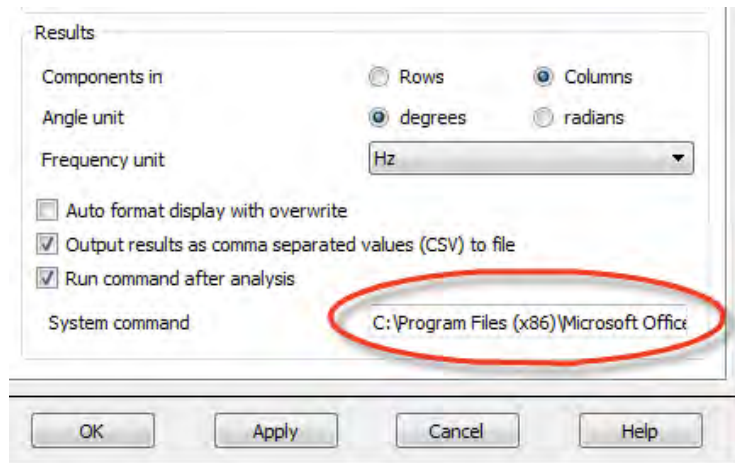 Results
Components in Rows Columns
Angle unit degrees radians
Frequency unit Hz
Auto format display with overwrite
Output results as comma separated values (CSV) to file
Run command after analysis
System command C:\Program Files (x86)\Microsoft Office
OK Apply Cancel Help